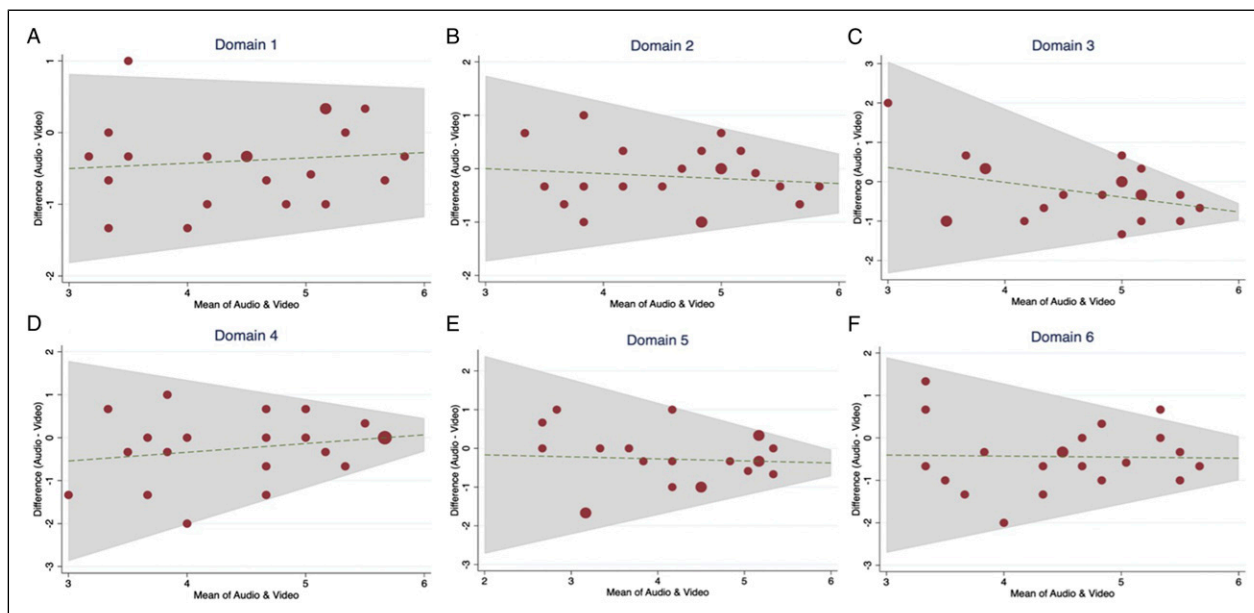 A
Domain 1
Difference (Audio - Video)
1
0
-1
-2
3
4
5
6
Mean of Audio & Video
B
Domain 2
Difference (Audio - Video)
2
1
0
-1
-2
3
4
5
6
Mean of Audio & Video
C
Domain 3
Difference (Audio - Video)
3
2
1
0
-1
-2
3
4
5
6
Mean of Audio & Video
D
Domain 4
Difference (Audio - Video)
2
1
0
-1
-2
-3
3
4
5
6
Mean of Audio & Video
E
Domain 5
Difference (Audio - Video)
2
1
0
-1
-2
-3
2
3
4
5
6
Mean of Audio & Video
F
Domain 6
Difference (Audio - Video)
2
1
0
-1
-2
-3
3
4
5
6
Mean of Audio & Video